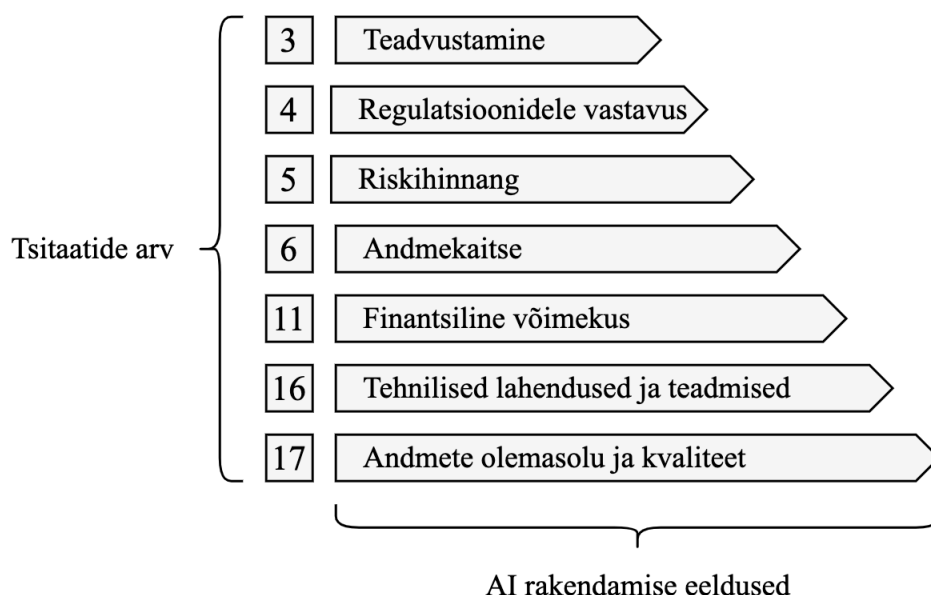 3 Teadvustamine
4 Regulatsioonidele vastavus
5 Riskihinnang
Tsitaatide arv 6 Andmekaitse
11 Finantsiline võimekus
16 Tehnilised lahendused ja teadmised
17 Andmete olemasolu ja kvaliteet
AI rakendamise eeldused